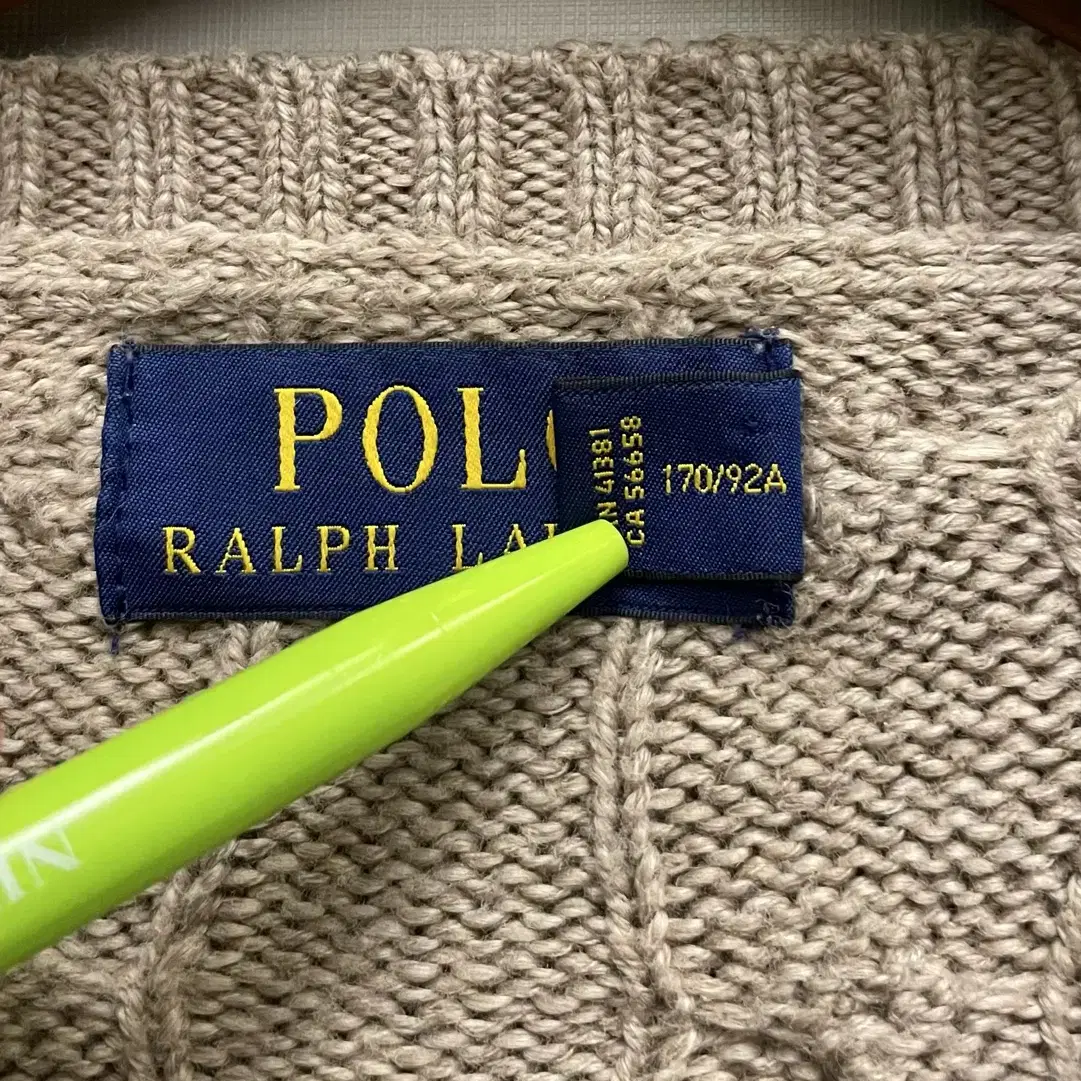 POL
RALPH LA
N 41381
CA 56658
170/92A